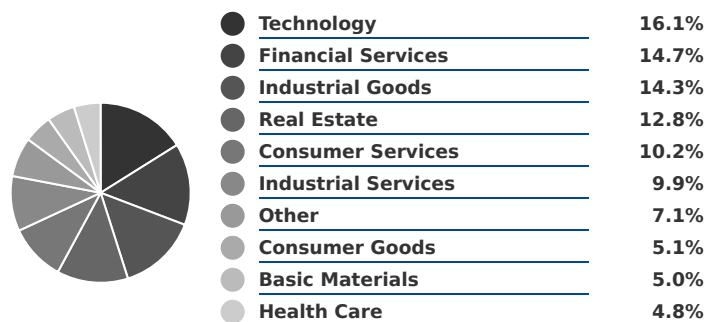 Technology 16.1%
Financial Services 14.7%
Industrial Goods 14.3%
Real Estate 12.8%
Consumer Services 10.2%
Industrial Services 9.9%
Other 7.1%
Consumer Goods 5.1%
Basic Materials 5.0%
Health Care 4.8%